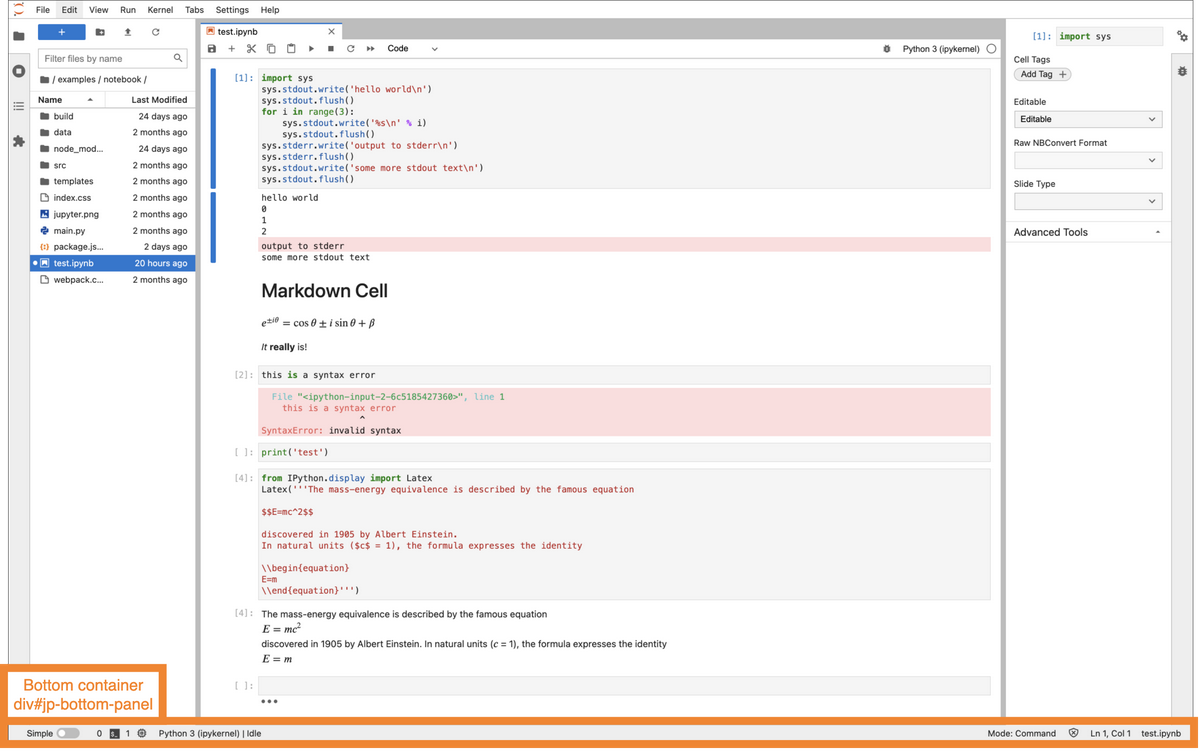 File Edit View Run Kernel Tabs Settings Help
+
Filter files by name
/ examples / notebook /
Name Last Modified
build 24 days ago
data 2 months ago
node_mod... 24 days ago
src 2 months ago
templates 2 months ago
index.css 2 months ago
jupyter.png 2 months ago
main.py 2 months ago
package.js... 2 days ago
test.ipynb 20 hours ago
webpack.c... 2 months ago
test.ipynb
Code
Python 3 (ipykernel)
[1]: import sys
sys.stdout.write('hello world\n')
sys.stdout.flush()
for i in range(3):
    sys.stdout.write('%s\n' % i)
    sys.stdout.flush()
sys.stderr.write('output to stderr\n')
sys.stderr.flush()
sys.stdout.write('some more stdout text\n')
sys.stdout.flush()
hello world
0
1
2
output to stderr
some more stdout text
Markdown Cell
e±iθ = cos θ ± i sin θ + β
It really is!
[2]: this is a syntax error
File "<ipython-input-2-6c5185427360>", line 1
this is a syntax error
^
SyntaxError: invalid syntax
[ ]: print('test')
[4]: from IPython.display import Latex
Latex('''The mass-energy equivalence is described by the famous equation
$$E=mc^2$$
discovered in 1905 by Albert Einstein.
In natural units ($c$ = 1), the formula expresses the identity
\\begin{equation}
E=m
\\end{equation}''')
[4]: The mass-energy equivalence is described by the famous equation
E = mc²
discovered in 1905 by Albert Einstein. In natural units (c = 1), the formula expresses the identity
E = m
[ ]:
[1]: import sys
Cell Tags
Add Tag +
Editable
Editable
Raw NBConvert Format
Slide Type
Advanced Tools
Bottom container
div#jp-bottom-panel
Simple 0 1 Python 3 (ipykernel) | Idle Mode: Command Ln 1, Col 1 test.ipynb